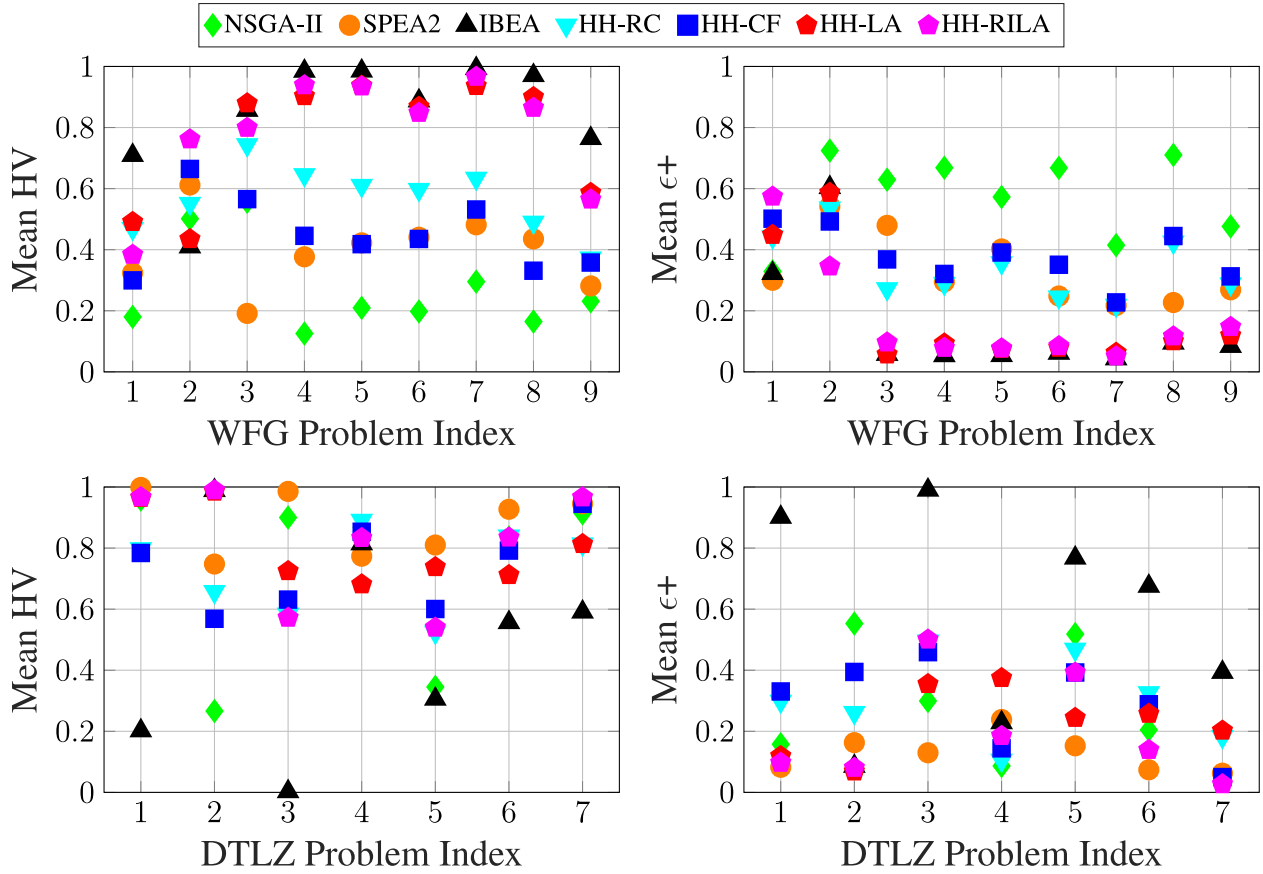 NSGA-II SPEA2 IBEA HH-RC HH-CF HH-LA HH-RILA
Mean HV
1
0.8
0.6
0.4
0.2
0
1 2 3 4 5 6 7 8 9
WFG Problem Index
Mean ϵ+
1
0.8
0.6
0.4
0.2
0
1 2 3 4 5 6 7 8 9
WFG Problem Index
Mean HV
1
0.8
0.6
0.4
0.2
0
1 2 3 4 5 6 7
DTLZ Problem Index
Mean ϵ+
1
0.8
0.6
0.4
0.2
0
1 2 3 4 5 6 7
DTLZ Problem Index